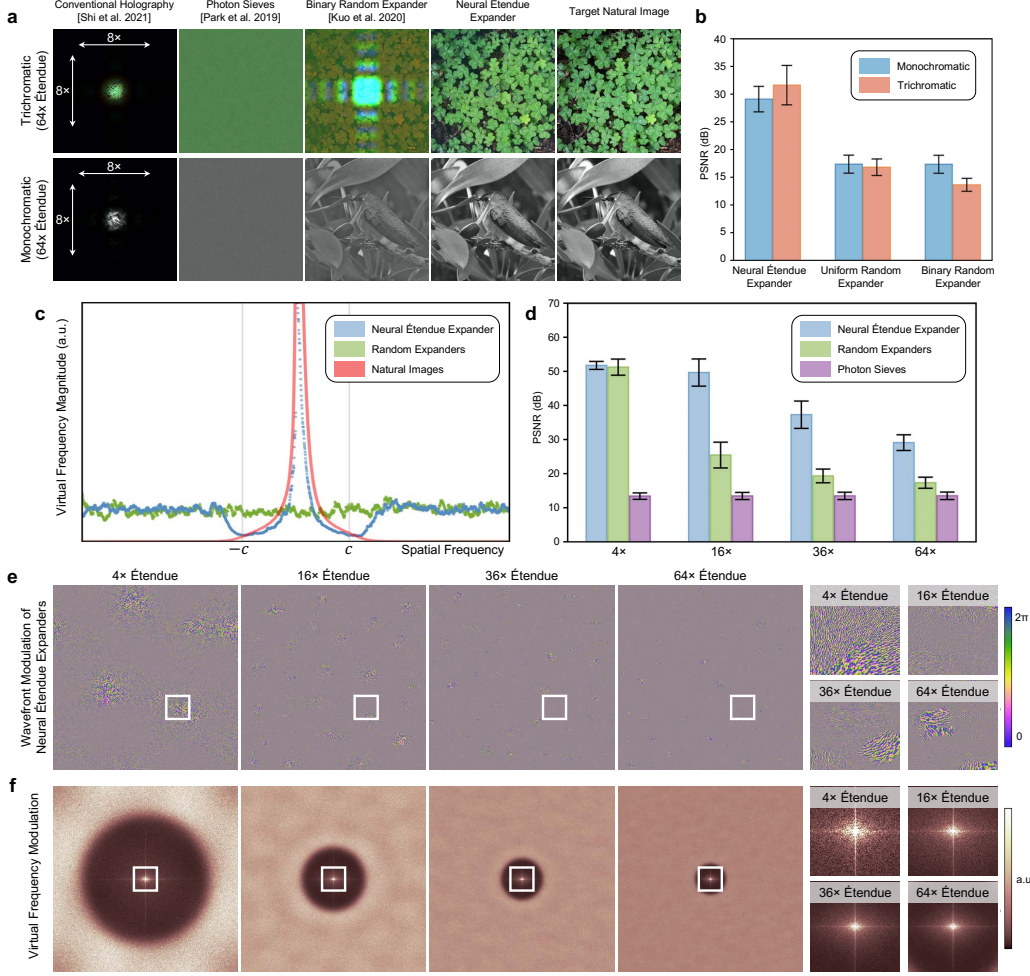 a
Conventional Holography
[Shi et al. 2021]
Photon Sieves
[Park et al. 2019]
Binary Random Expander
[Kuo et al. 2020]
Neural Etendue
Expander
Target Natural Image
Trichromatic
(64x Étendue)
8×
8×
Monochromatic
(64x Étendue)
8×
8×
b
PSNR (dB)
40
35
30
25
20
15
10
5
0
Monochromatic
Trichromatic
Neural Étendue
Expander
Uniform Random
Expander
Binary Random
Expander
c
Virtual Frequency Magnitude (a.u.)
Neural Étendue Expander
Random Expanders
Natural Images
−c
c
Spatial Frequency
d
PSNR (dB)
70
60
50
40
30
20
10
0
Neural Étendue Expander
Random Expanders
Photon Sieves
4×
16×
36×
64×
e
Wavefront Modulation of
Neural Etendue Expanders
4× Étendue
16× Étendue
36× Étendue
64× Étendue
4× Étendue
16× Étendue
36× Étendue
64× Étendue
2π
0
f
Virtual Frequency Modulation
4× Étendue
16× Étendue
36× Étendue
64× Étendue
a.u